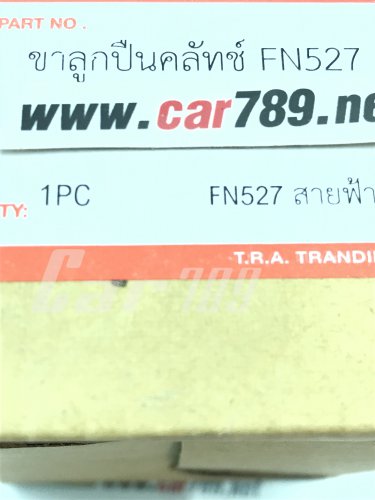 PART NO.
ขาลูกปืนคลัทช์ FN527
www.car789.ne
TY: 1PC FN527 สายฟ้า
T.R.A. TRANDI
Car789